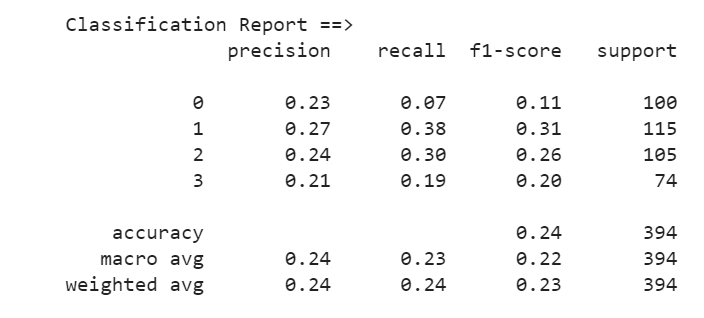 Classification Report ==>
precision recall f1-score support
0 0.23 0.07 0.11 100
1 0.27 0.38 0.31 115
2 0.24 0.30 0.26 105
3 0.21 0.19 0.20 74
accuracy 0.24 394
macro avg 0.24 0.23 0.22 394
weighted avg 0.24 0.24 0.23 394